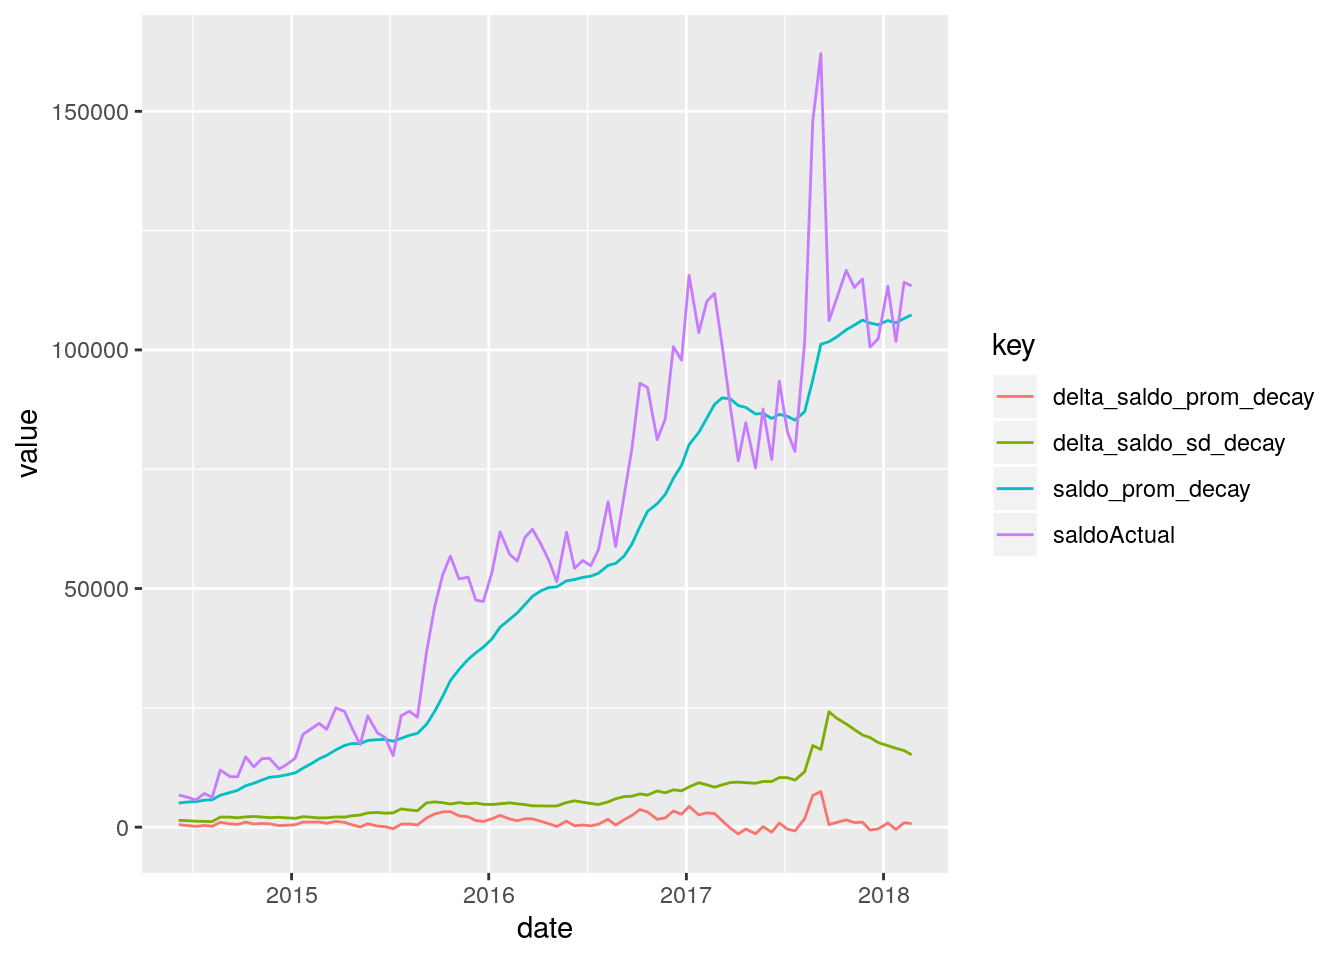 150000
100000
50000
0
value
2015
2016
2017
2018
date
key
delta_saldo_prom_decay
delta_saldo_sd_decay
saldo_prom_decay
saldoActual